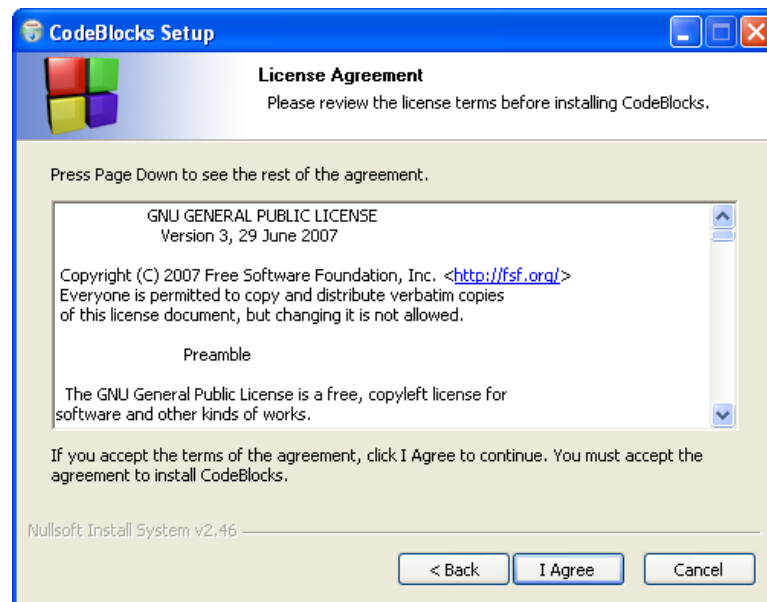 CodeBlocks Setup
License Agreement
Please review the license terms before installing CodeBlocks.
Press Page Down to see the rest of the agreement.
GNU GENERAL PUBLIC LICENSE
Version 3, 29 June 2007
Copyright (C) 2007 Free Software Foundation, Inc. <http://fsf.org/>
Everyone is permitted to copy and distribute verbatim copies
of this license document, but changing it is not allowed.
Preamble
The GNU General Public License is a free, copyleft license for
software and other kinds of works.
If you accept the terms of the agreement, click I Agree to continue. You must accept the
agreement to install CodeBlocks.
Nullsoft Install System v2.46
< Back I Agree Cancel